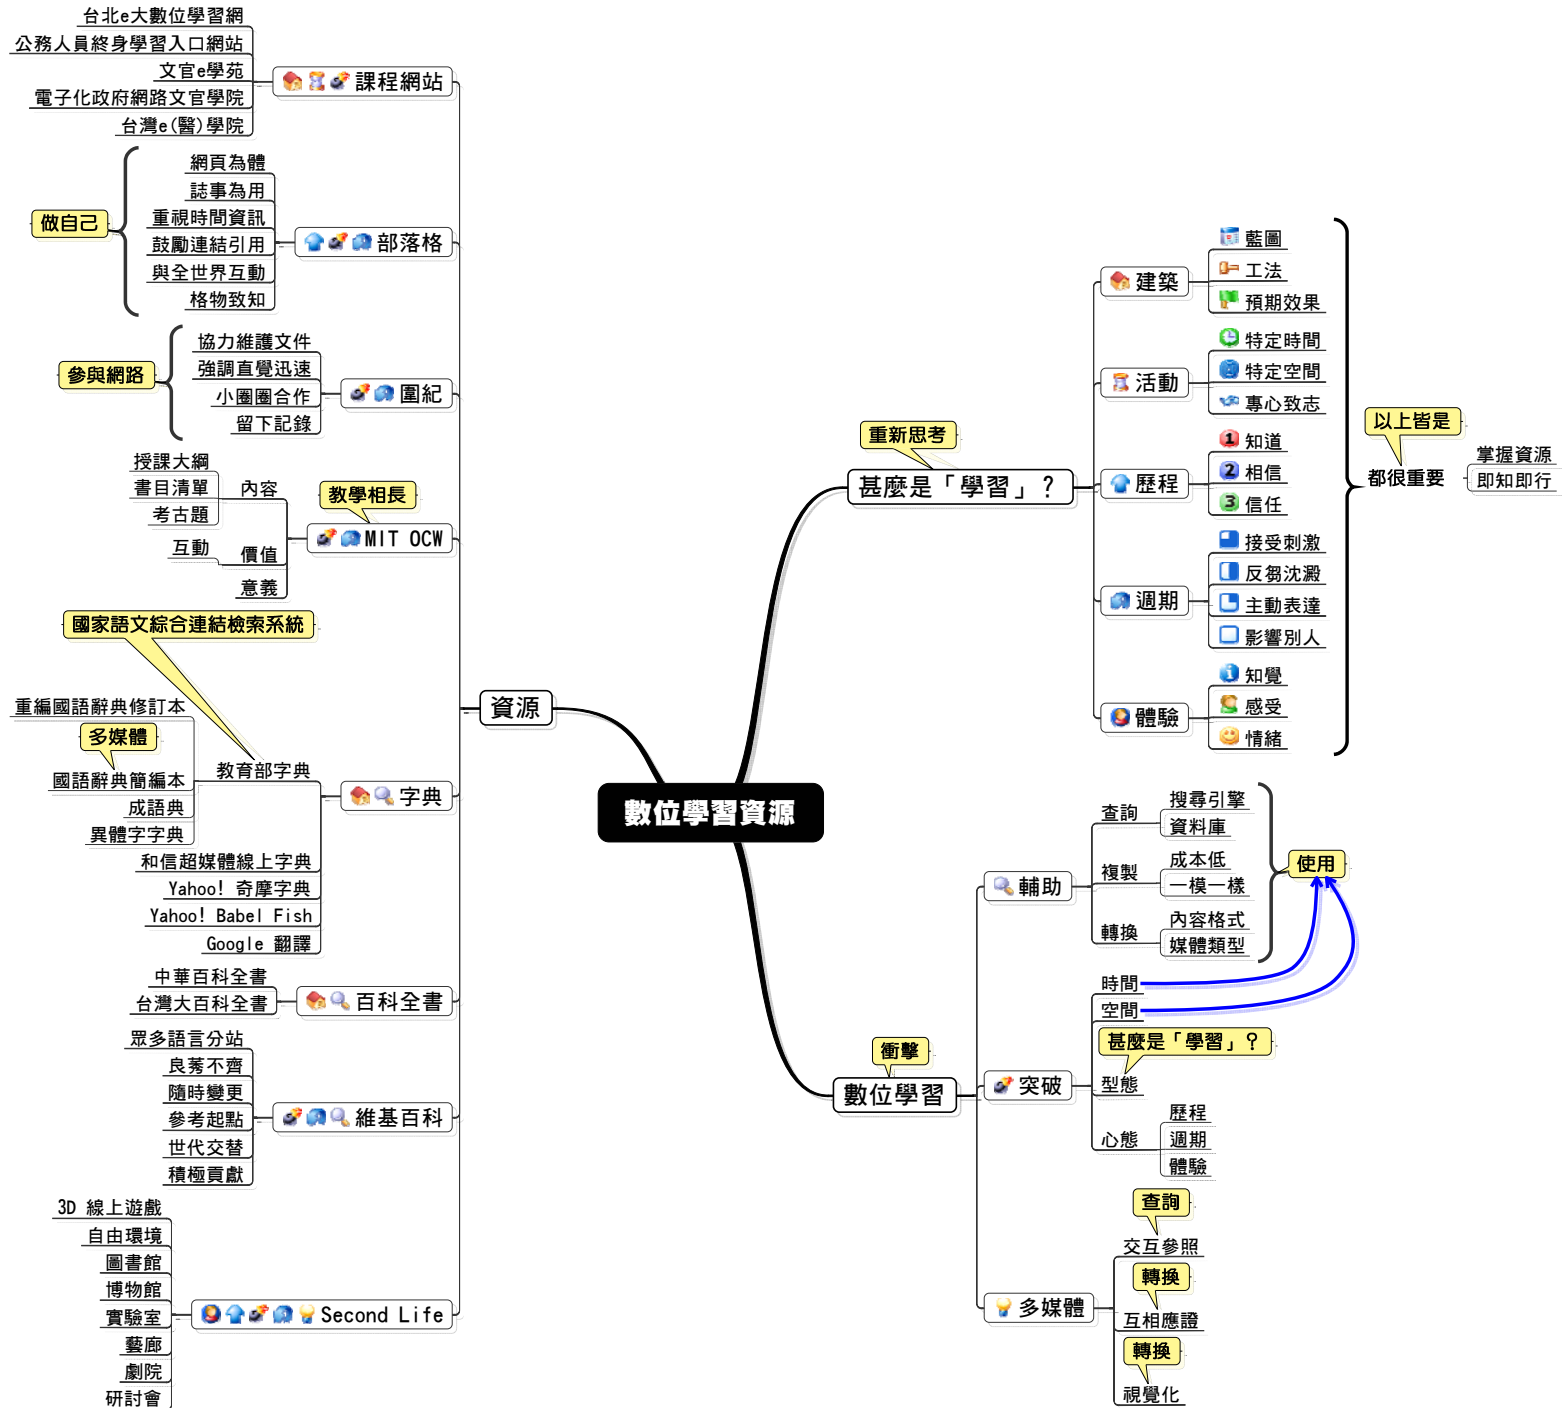 數位學習資源
重新思考
甚麼是「學習」?
建築
藍圖
工法
預期效果
活動
特定時間
特定空間
專心致志
歷程
知道
相信
信任
週期
接受刺激
反芻沈澱
主動表達
影響別人
體驗
知覺
感受
情緒
以上皆是
都很重要
掌握資源
即知即行
衝擊
數位學習
輔助
查詢
搜尋引擎
資料庫
複製
成本低
一模一樣
轉換
內容格式
媒體類型
使用
突破
時間
空間
甚麼是「學習」?
型態
心態
歷程
週期
體驗
多媒體
查詢
交互參照
轉換
互相應證
轉換
視覺化
資源
課程網站
台北e大數位學習網
公務人員終身學習入口網站
文官e學苑
電子化政府網路文官學院
台灣e(醫)學院
部落格
網頁為體
誌事為用
重視時間資訊
鼓勵連結引用
與全世界互動
格物致知
做自己
圍紀
協力維護文件
強調直覺迅速
小圈圈合作
留下記錄
參與網路
教學相長
MIT OCW
內容
授課大綱
書目清單
考古題
價值
互動
意義
字典
國家語文綜合連結檢索系統
教育部字典
重編國語辭典修訂本
多媒體
國語辭典簡編本
成語典
異體字字典
和信超媒體線上字典
Yahoo! 奇摩字典
Yahoo! Babel Fish
Google 翻譯
百科全書
中華百科全書
台灣大百科全書
維基百科
眾多語言分站
良莠不齊
隨時變更
參考起點
世代交替
積極貢獻
Second Life
3D 線上遊戲
自由環境
圖書館
博物館
實驗室
藝廊
劇院
研討會